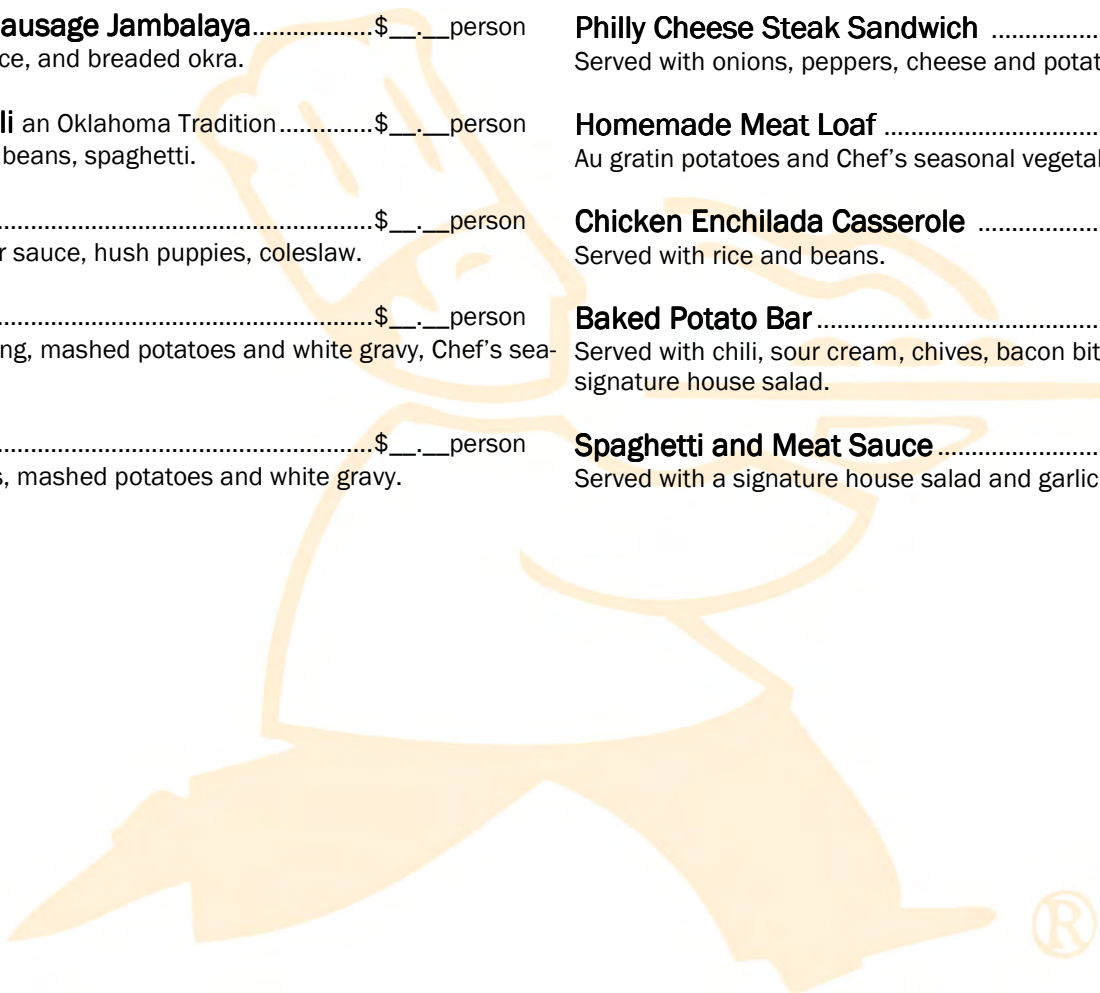 ausage Jambalaya..................$__.__person
ce, and breaded okra.
li an Oklahoma Tradition..............$__.__person
beans, spaghetti.
.........................................................$__.__person
r sauce, hush puppies, coleslaw.
.........................................................$__.__person
ng, mashed potatoes and white gravy, Chef's sea-
.........................................................$__.__person
s, mashed potatoes and white gravy.
Philly Cheese Steak Sandwich ................
Served with onions, peppers, cheese and potat
Homemade Meat Loaf ................................
Au gratin potatoes and Chef's seasonal vegetal
Chicken Enchilada Casserole ..................
Served with rice and beans.
Baked Potato Bar..........................................
Served with chili, sour cream, chives, bacon bit
signature house salad.
Spaghetti and Meat Sauce........................
Served with a signature house salad and garlic
®